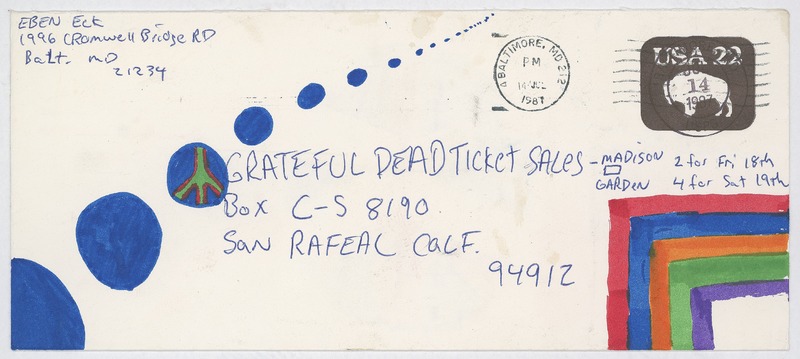 EBEN Eck
1996 CRomwell Bridge RD
Balt. MD
21234
BALTIMORE, MD 212
PM
14 JUL
1987
USA 22
14
1987
GRATEFUL DEAD TICKET SALES - MADISON
GARDEN
2 for Fri 18th
4 for Sat 19th
Box C-S 8190
SAN RAFEAL CALF.
94912